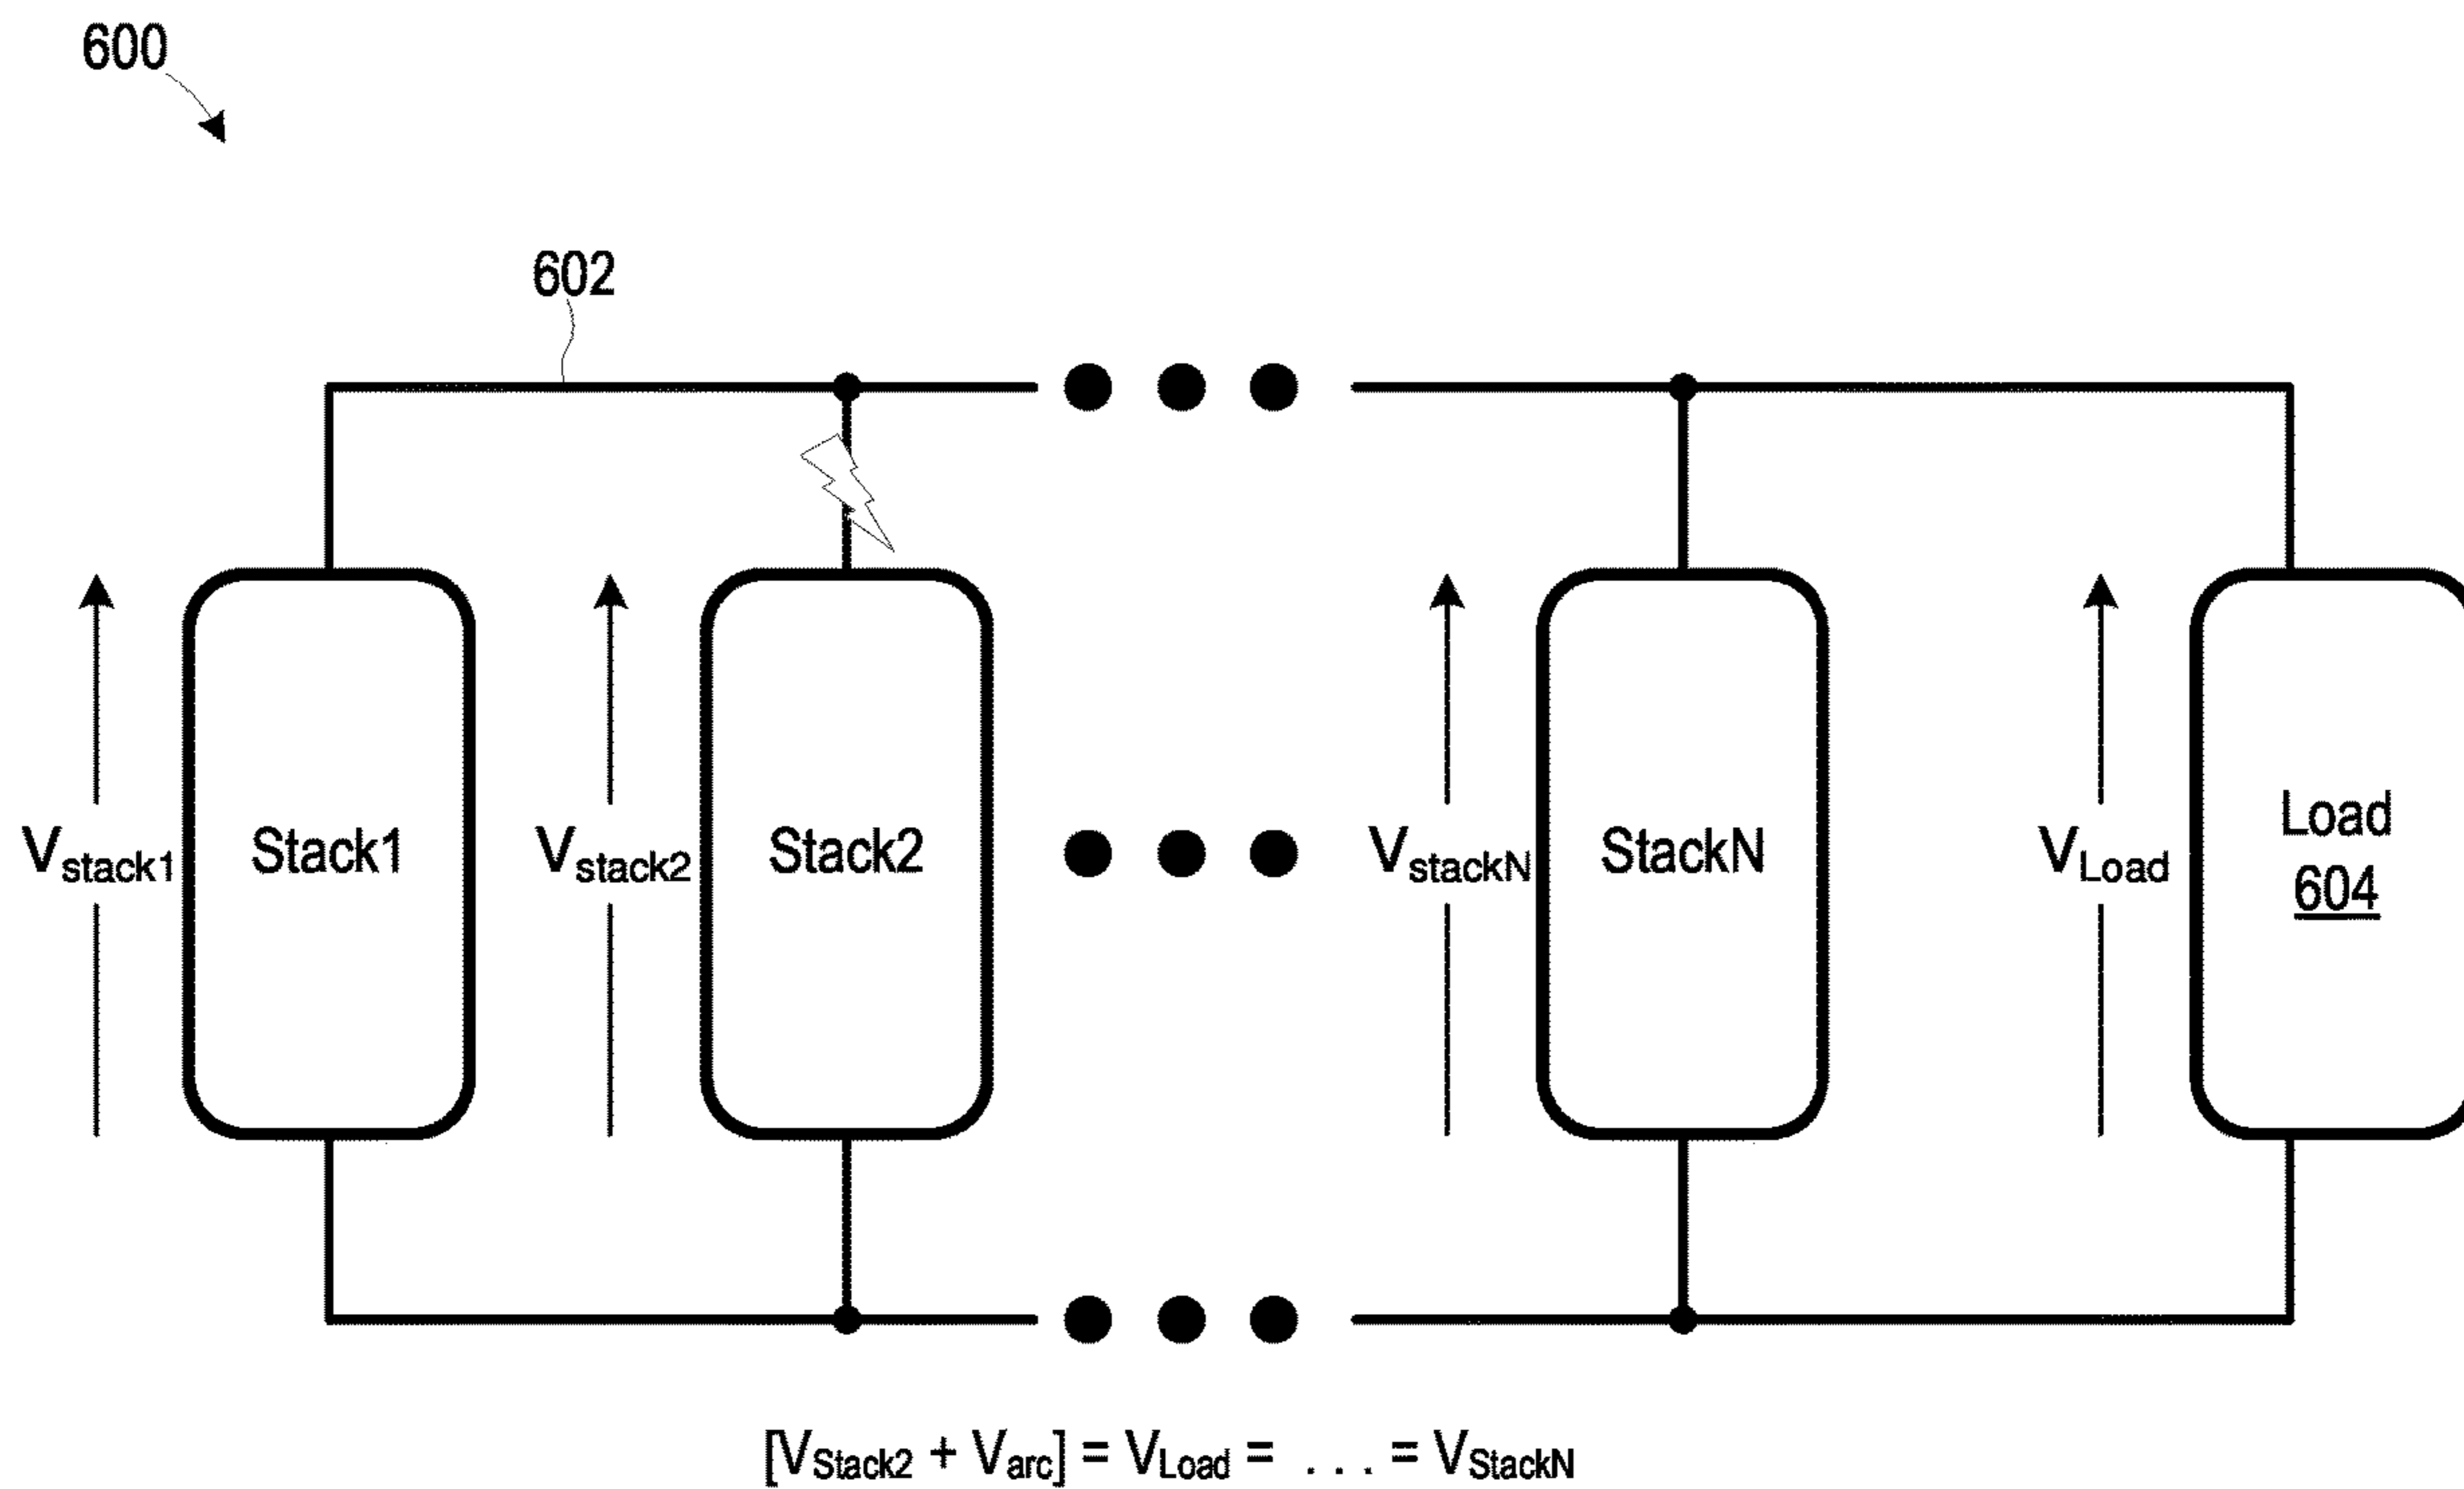 600
602
Vstack1
Stack1
Vstack2
Stack2
VstackN
StackN
VLoad
Load
604
[VStack2 + Varc] = VLoad = . . . = VStackN